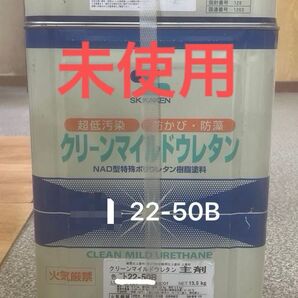 未使用
SK KAKEN
超低汚染 防かび・防藻
クリーンマイルドウレタン
NAD型特殊ポリウレタン樹脂塗料
22-50B
CLEAN MILD URETHANE
火気厳禁
クリーンマイルドウレタン 主剤
22-50B